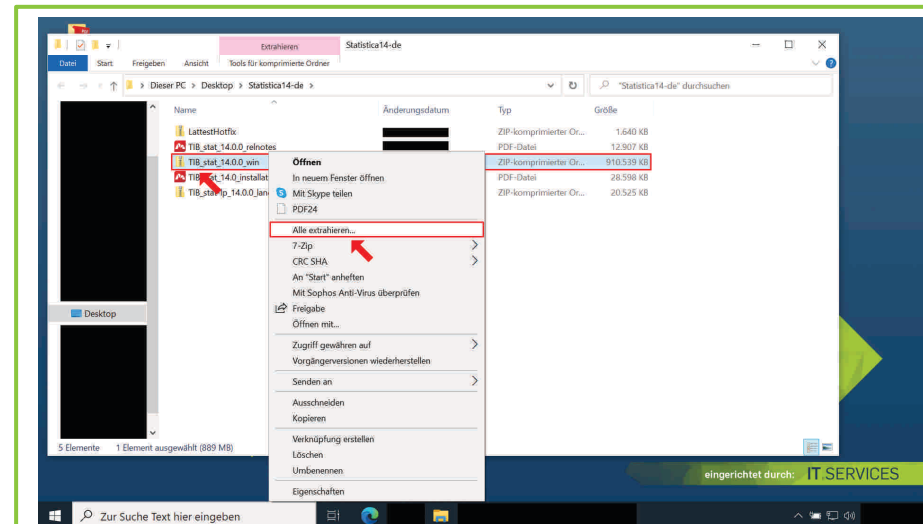 Extrahieren
Statistica14-de
Datei Start Freigeben Ansicht Tools für komprimierte Ordner
Dieser PC > Desktop > Statistica14-de >
"Statistica14-de" durchsuchen
Name Änderungsdatum Typ Größe
LattestHotfix ZIP-komprimierter Or... 1.640 KB
TIB_stat_14.0.0_relnotes PDF-Datei 12.907 KB
TIB_stat_14.0.0_win ZIP-komprimierter Or... 910.539 KB
PDF-Datei 28.598 KB
ZIP-komprimierter Or... 20.525 KB
Öffnen
In neuem Fenster öffnen
Mit Skype teilen
PDF24
Alle extrahieren...
7-Zip
CRC SHA
An "Start" anheften
Mit Sophos Anti-Virus überprüfen
Freigabe
Öffnen mit...
Zugriff gewähren auf
Vorgängerversionen wiederherstellen
Senden an
Ausschneiden
Kopieren
Verknüpfung erstellen
Löschen
Umbenennen
Eigenschaften
Desktop
5 Elemente 1 Element ausgewählt (889 MB)
eingerichtet durch: IT.SERVICES
Zur Suche Text hier eingeben